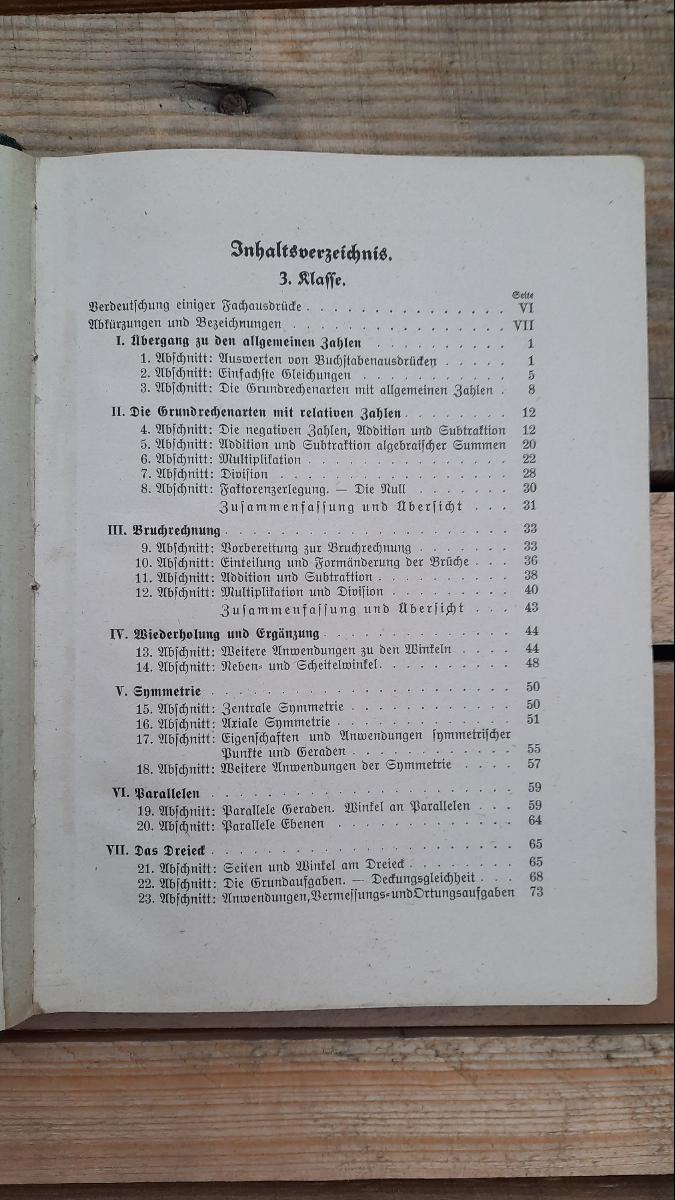 Inhaltsverzeichnis.
3. Klasse.
Seite
Verdeutschung einiger Fachausdrücke . . . . . . . . . . . . . . . VI
Abkürzungen und Bezeichnungen . . . . . . . . . . . . . . . . VII
I. Übergang zu den allgemeinen Zahlen . . . . . . . . . . 1
1. Abschnitt: Auswerten von Buchstabenausdrücken . . . . . 1
2. Abschnitt: Einfachste Gleichungen . . . . . . . . . . . 5
3. Abschnitt: Die Grundrechenarten mit allgemeinen Zahlen . 8
II. Die Grundrechenarten mit relativen Zahlen . . . . . . . . 12
4. Abschnitt: Die negativen Zahlen, Addition und Subtraktion 12
5. Abschnitt: Addition und Subtraktion algebraischer Summen 20
6. Abschnitt: Multiplikation . . . . . . . . . . . . . . . 22
7. Abschnitt: Division . . . . . . . . . . . . . . . . . . 28
8. Abschnitt: Faktorenzerlegung. — Die Null . . . . . . . 30
Zusammenfassung und Übersicht . . . 31
III. Bruchrechnung . . . . . . . . . . . . . . . . . . . . . 33
9. Abschnitt: Vorbereitung zur Bruchrechnung . . . . . . . 33
10. Abschnitt: Einteilung und Formänderung der Brüche . . . 36
11. Abschnitt: Addition und Subtraktion . . . . . . . . . . 38
12. Abschnitt: Multiplikation und Division . . . . . . . . . 40
Zusammenfassung und Übersicht . . . 43
IV. Wiederholung und Ergänzung . . . . . . . . . . . . . . 44
13. Abschnitt: Weitere Anwendungen zu den Winkeln . . . . 44
14. Abschnitt: Neben- und Scheitelwinkel. . . . . . . . . . 48
V. Symmetrie . . . . . . . . . . . . . . . . . . . . . . . 50
15. Abschnitt: Zentrale Symmetrie . . . . . . . . . . . . 50
16. Abschnitt: Axiale Symmetrie . . . . . . . . . . . . . 51
17. Abschnitt: Eigenschaften und Anwendungen symmetrischer
Punkte und Geraden . . . . . . . . . . . . 55
18. Abschnitt: Weitere Anwendungen der Symmetrie . . . . 57
VI. Parallelen . . . . . . . . . . . . . . . . . . . . . . . 59
19. Abschnitt: Parallele Geraden. Winkel an Parallelen . . . 59
20. Abschnitt: Parallele Ebenen . . . . . . . . . . . . . 64
VII. Das Dreieck . . . . . . . . . . . . . . . . . . . . . . 65
21. Abschnitt: Seiten und Winkel am Dreieck . . . . . . . . 65
22. Abschnitt: Die Grundaufgaben. — Deckungsgleichheit . . . 68
23. Abschnitt: Anwendungen, Vermessungs- und Ortungsaufgaben 73